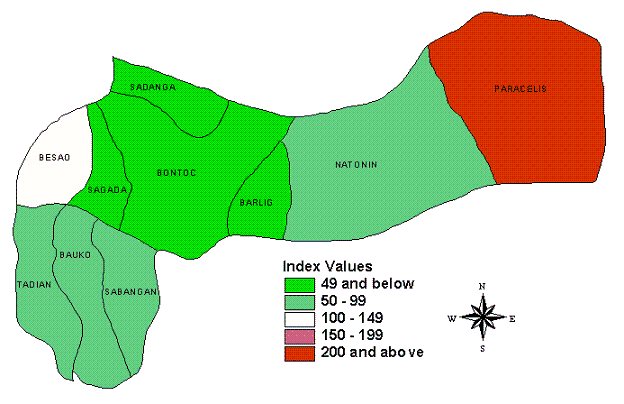 SADANGA
PARACELIS
BESAO
NATONIN
BONTOC
SAGADA
BARLIG
BAUKO
TADIAN
SABANGAN
Index Values
49 and below
50 - 99
100 - 149
150 - 199
200 and above
N
W E
S